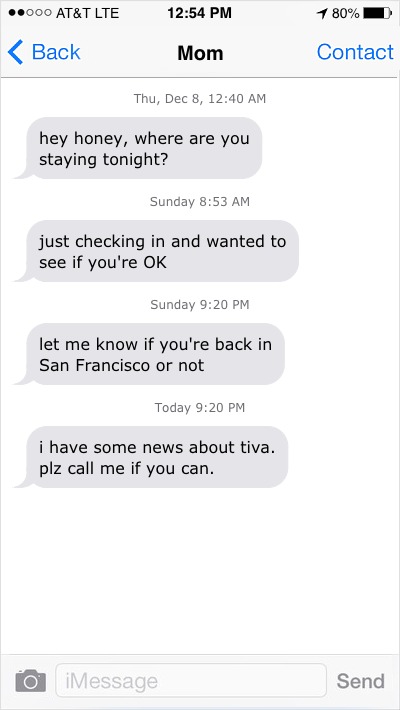 AT&T LTE 12:54 PM 80%
Back Mom Contact
Thu, Dec 8, 12:40 AM
hey honey, where are you
staying tonight?
Sunday 8:53 AM
just checking in and wanted to
see if you're OK
Sunday 9:20 PM
let me know if you're back in
San Francisco or not
Today 9:20 PM
i have some news about tiva.
plz call me if you can.
iMessage Send